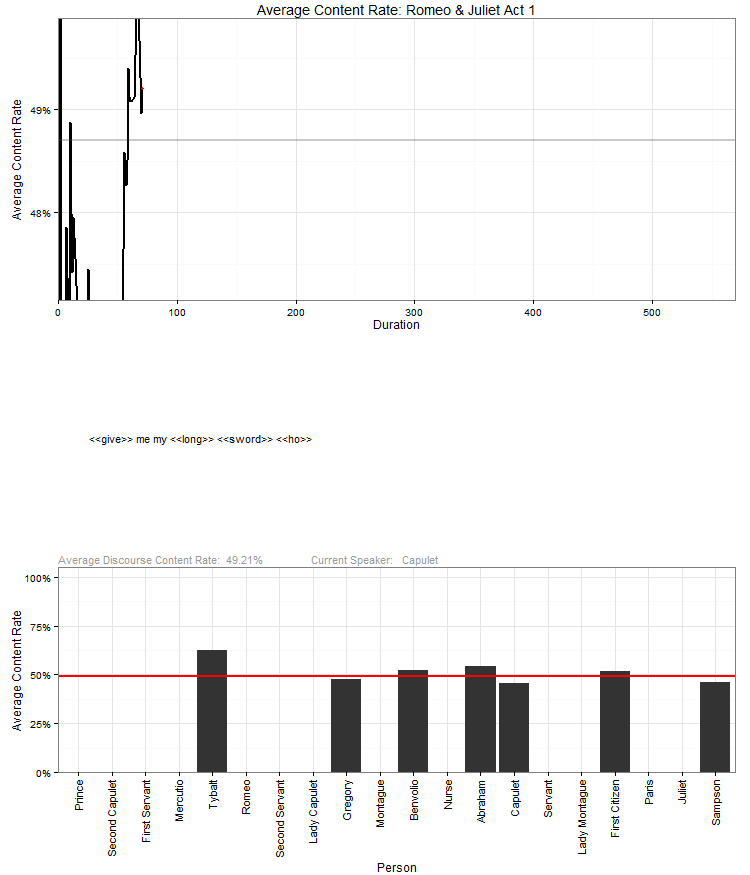 Average Content Rate: Romeo & Juliet Act 1
Average Content Rate
49%
48%
0 100 200 300 400 500
Duration
<<give>> me my <<long>> <<sword>> <<ho>>
Average Discourse Content Rate: 49.21% Current Speaker: Capulet
Average Content Rate
100%
75%
50%
25%
0%
Prince
Second Capulet
First Servant
Mercutio
Tybalt
Romeo
Second Servant
Lady Capulet
Gregory
Montague
Benvolio
Nurse
Abraham
Capulet
Servant
Lady Montague
First Citizen
Paris
Juliet
Sampson
Person